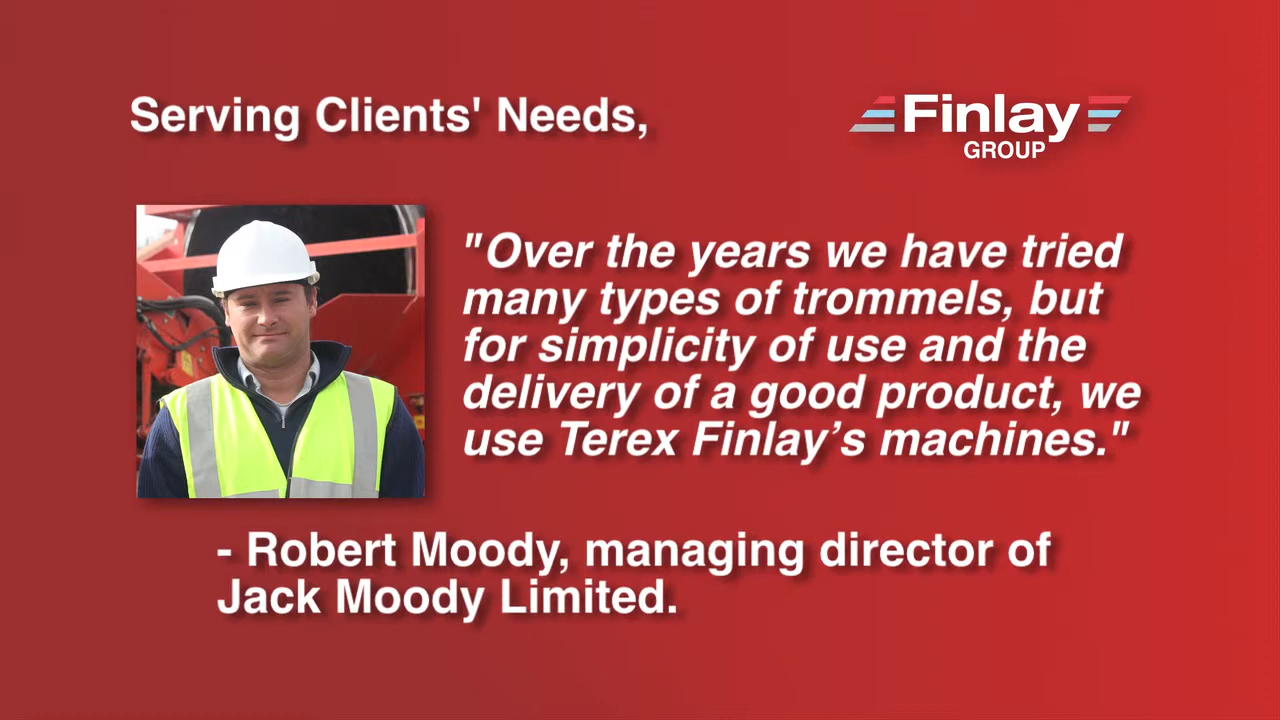 Serving Clients' Needs,
Finlay
GROUP
"Over the years we have tried
many types of trommels, but
for simplicity of use and the
delivery of a good product, we
use Terex Finlay’s machines."
- Robert Moody, managing director of
Jack Moody Limited.